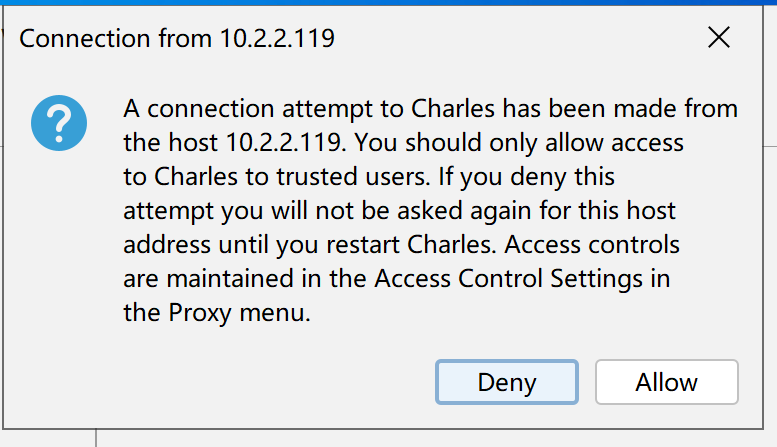 Connection from 10.2.2.119
A connection attempt to Charles has been made from
the host 10.2.2.119. You should only allow access
to Charles to trusted users. If you deny this
attempt you will not be asked again for this host
address until you restart Charles. Access controls
are maintained in the Access Control Settings in
the Proxy menu.
Deny
Allow